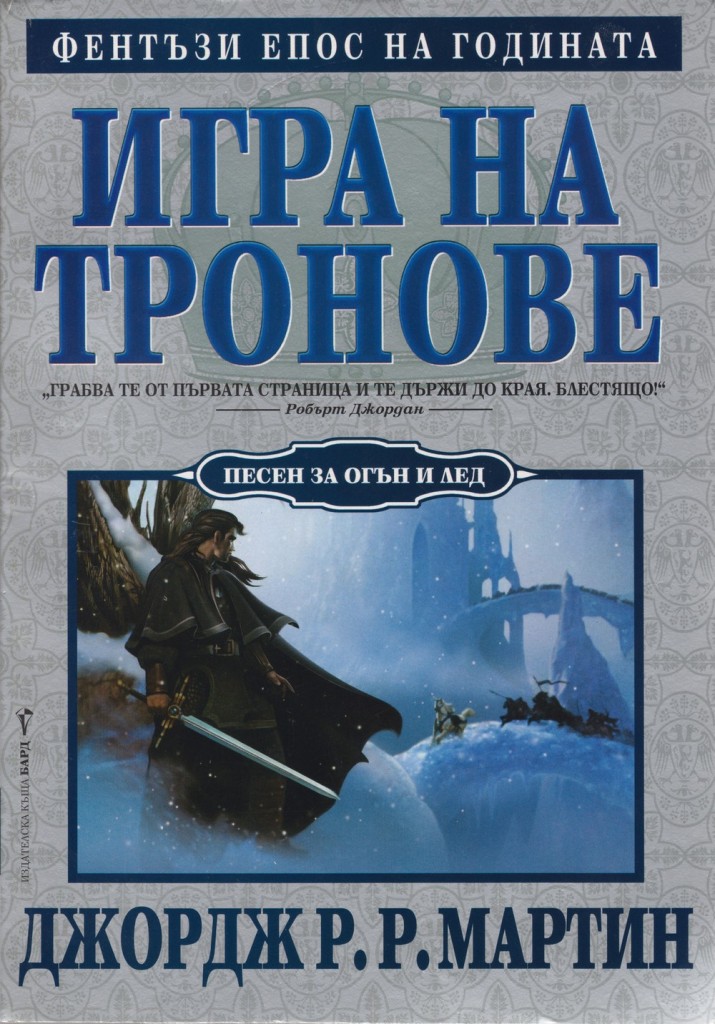 ФЕНТЪЗИ ЕПОС НА ГОДИНАТА
ИГРА НА
ТРОНОВЕ
„ГРАБВА ТЕ ОТ ПЪРВАТА СТРАНИЦА И ТЕ ДЪРЖИ ДО КРАЯ. БЛЕСТЯЩО!“
Робърт Джордан
ПЕСЕН ЗА ОГЪН И ЛЕД
ИЗДАТЕЛСКА КЪЩА БАРД
ДЖОРДЖ Р. Р. МАРТИН